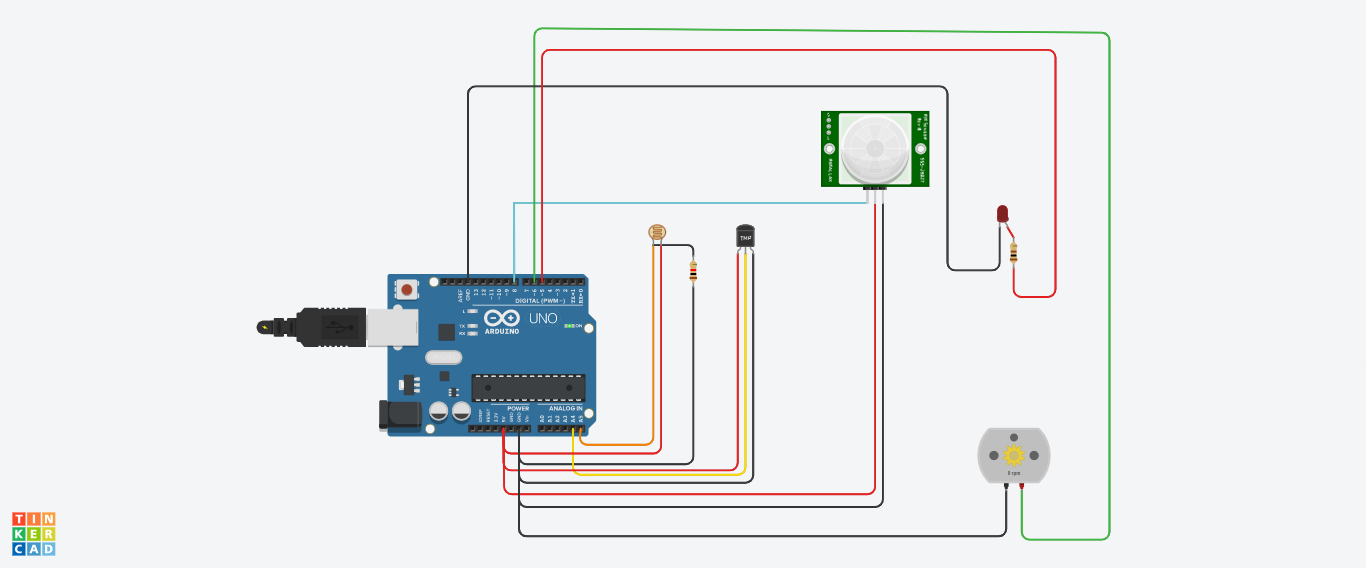 TMP
AREF
GND
13
12
~11
~10
~9
8
7
~6
~5
4
~3
2
TX→1
RX←0
DIGITAL (PWM~)
L
TX
RX
UNO
ON
ARDUINO
POWER
ANALOG IN
IOREF
RESET
3.3V
5V
GND
GND
Vin
A0
A1
A2
A3
A4
A5
0 rpm
TIN
KER
CAD